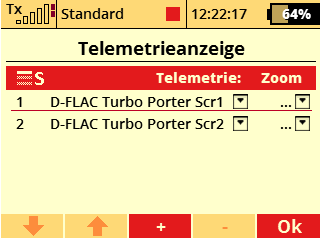 Tx Standard 12:22:17 64%
Telemetrieanzeige
S Telemetrie: Zoom
1 D-FLAC Turbo Porter Scr1 ...
2 D-FLAC Turbo Porter Scr2 ...
+ - Ok